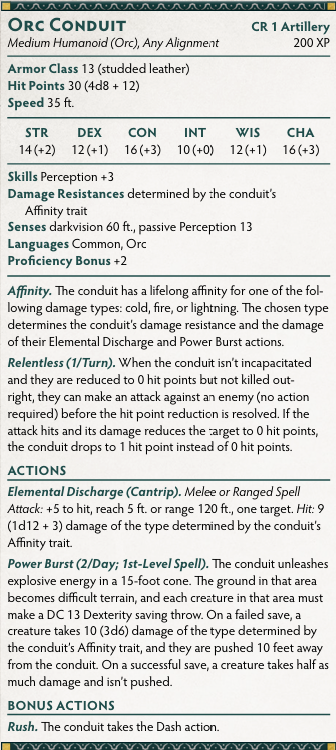 ORC CONDUIT CR 1 Artillery
Medium Humanoid (Orc), Any Alignment 200 XP
Armor Class 13 (studded leather)
Hit Points 30 (4d8 + 12)
Speed 35 ft.
STR DEX CON INT WIS CHA
14 (+2) 12 (+1) 16 (+3) 10 (+0) 12 (+1) 16 (+3)
Skills Perception +3
Damage Resistances determined by the conduit's
Affinity trait
Senses darkvision 60 ft., passive Perception 13
Languages Common, Orc
Proficiency Bonus +2
Affinity. The conduit has a lifelong affinity for one of the fol-
lowing damage types: cold, fire, or lightning. The chosen type
determines the conduit's damage resistance and the damage
of their Elemental Discharge and Power Burst actions.
Relentless (1/Turn). When the conduit isn't incapacitated
and they are reduced to 0 hit points but not killed out-
right, they can make an attack against an enemy (no action
required) before the hit point reduction is resolved. If the
attack hits and its damage reduces the target to 0 hit points,
the conduit drops to 1 hit point instead of 0 hit points.
ACTIONS
Elemental Discharge (Cantrip). Melee or Ranged Spell
Attack: +5 to hit, reach 5 ft. or range 120 ft., one target. Hit: 9
(1d12 + 3) damage of the type determined by the conduit's
Affinity trait.
Power Burst (2/Day; 1st-Level Spell). The conduit unleashes
explosive energy in a 15-foot cone. The ground in that area
becomes difficult terrain, and each creature in that area must
make a DC 13 Dexterity saving throw. On a failed save, a
creature takes 10 (3d6) damage of the type determined by
the conduit's Affinity trait, and they are pushed 10 feet away
from the conduit. On a successful save, a creature takes half as
much damage and isn't pushed.
BONUS ACTIONS
Rush. The conduit takes the Dash action.